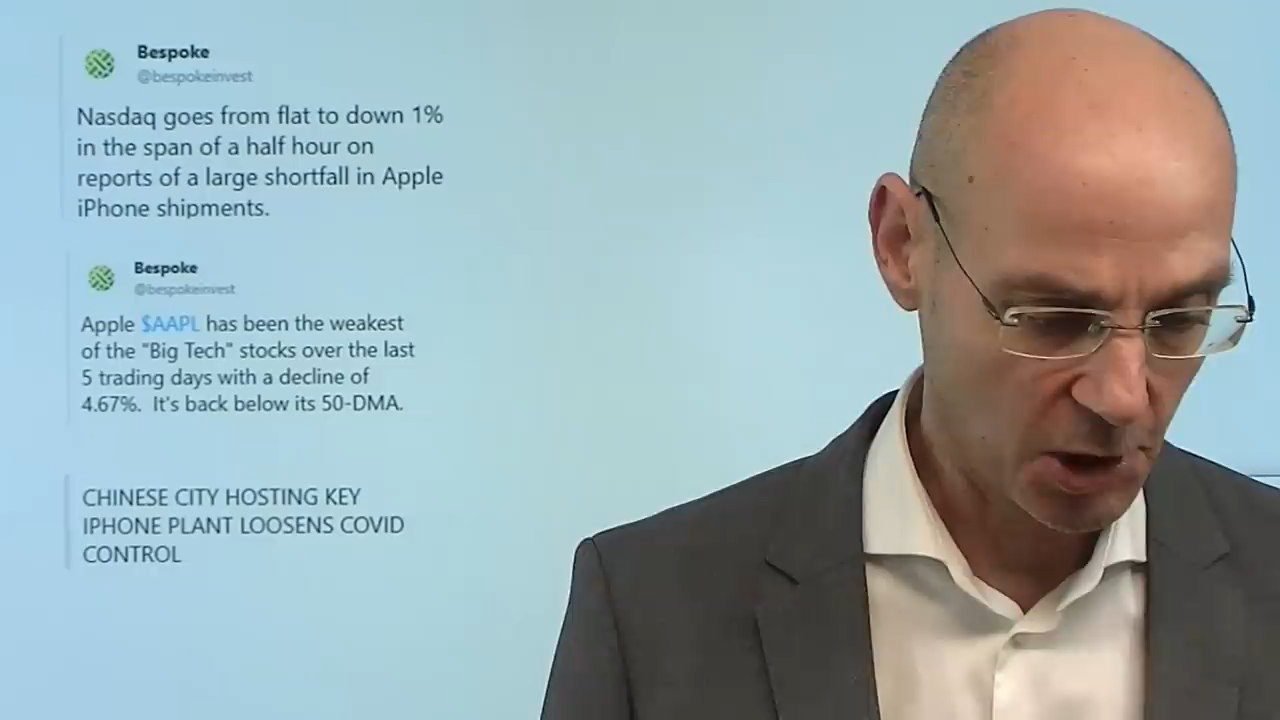 Bespoke
@bespokeinvest
Nasdaq goes from flat to down 1%
in the span of a half hour on
reports of a large shortfall in Apple
iPhone shipments.
Bespoke
@bespokeinvest
Apple $AAPL has been the weakest
of the "Big Tech" stocks over the last
5 trading days with a decline of
4.67%. It's back below its 50-DMA.
CHINESE CITY HOSTING KEY
IPHONE PLANT LOOSENS COVID
CONTROL